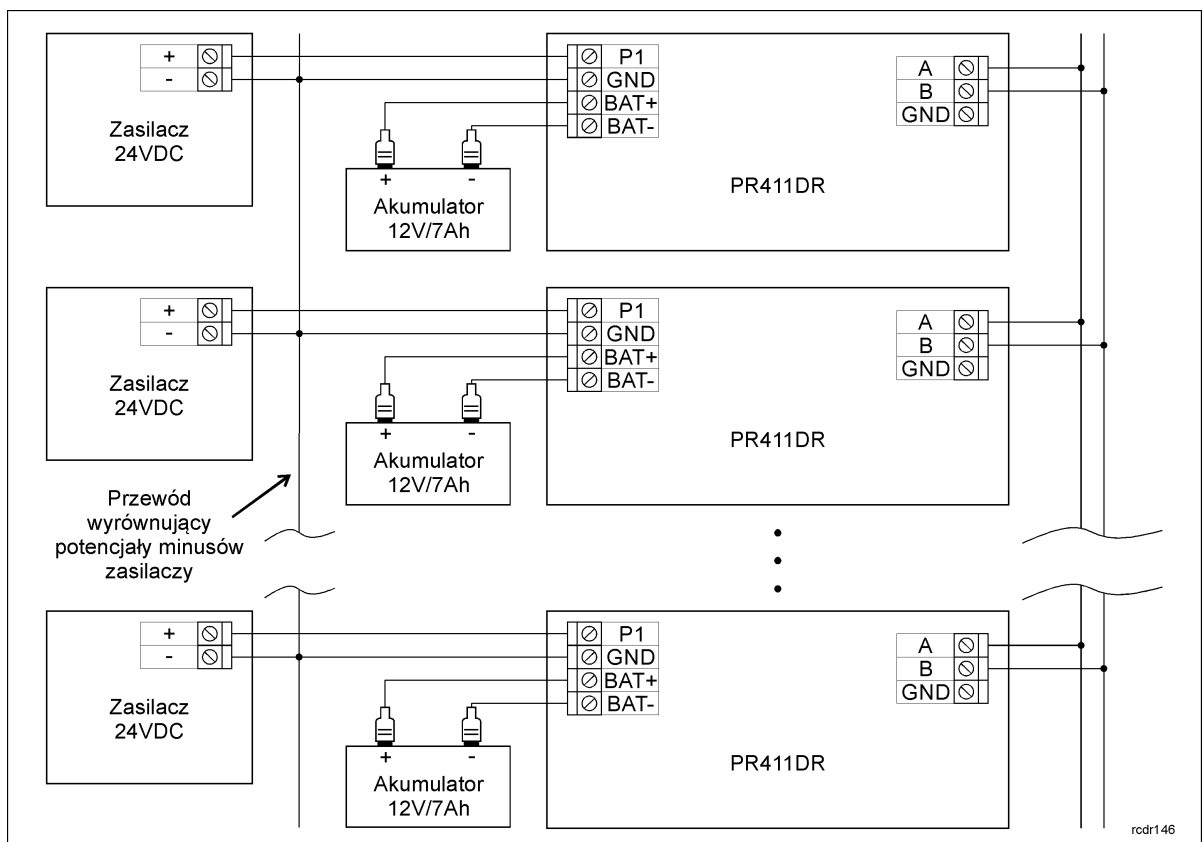 +
-
Zasilacz
24VDC
P1
GND
BAT+
BAT-
+ -
Akumulator
12V/7Ah
PR411DR
A
B
GND
+
-
Zasilacz
24VDC
P1
GND
BAT+
BAT-
+ -
Akumulator
12V/7Ah
PR411DR
A
B
GND
Przewód
wyrównujący
potencjały minusów
zasilaczy
+
-
Zasilacz
24VDC
P1
GND
BAT+
BAT-
+ -
Akumulator
12V/7Ah
PR411DR
A
B
GND
rcdr146